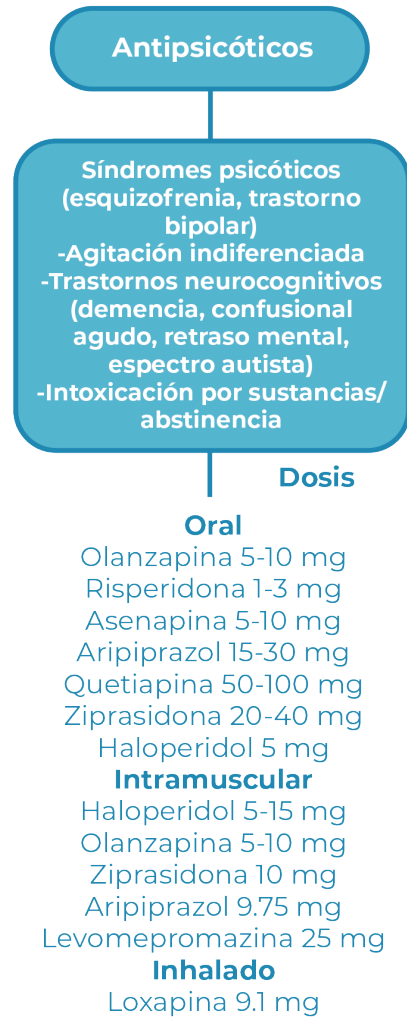 Antipsicóticos
Síndromes psicóticos
(esquizofrenia, trastorno
bipolar)
-Agitación indiferenciada
-Trastornos neurocognitivos
(demencia, confusional
agudo, retraso mental,
espectro autista)
-Intoxicación por sustancias/
abstinencia
Dosis
Oral
Olanzapina 5-10 mg
Risperidona 1-3 mg
Asenapina 5-10 mg
Aripiprazol 15-30 mg
Quetiapina 50-100 mg
Ziprasidona 20-40 mg
Haloperidol 5 mg
Intramuscular
Haloperidol 5-15 mg
Olanzapina 5-10 mg
Ziprasidona 10 mg
Aripiprazol 9.75 mg
Levomepromazina 25 mg
Inhalado
Loxapina 9.1 mg